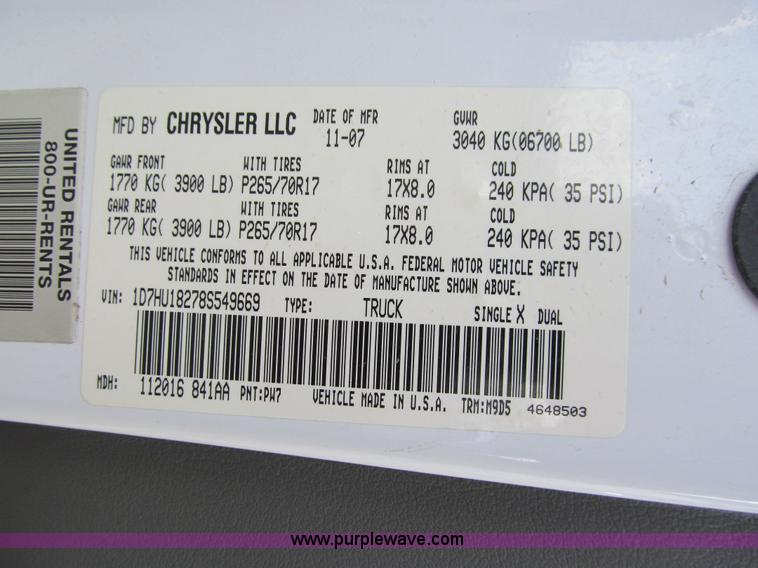 UNITED RENTALS
800-UR-RENTS
MFD BY CHRYSLER LLC DATE OF MFR GVWR
11-07 3040 KG(06700 LB)
GAWR FRONT WITH TIRES RIMS AT COLD
1770 KG( 3900 LB) P265/70R17 17X8.0 240 KPA( 35 PSI)
GAWR REAR WITH TIRES RIMS AT COLD
1770 KG( 3900 LB) P265/70R17 17X8.0 240 KPA( 35 PSI)
THIS VEHICLE CONFORMS TO ALL APPLICABLE U.S.A. FEDERAL MOTOR VEHICLE SAFETY
STANDARDS IN EFFECT ON THE DATE OF MANUFACTURE SHOWN ABOVE.
VIN: 1D7HU18278S549669 TYPE: TRUCK SINGLE X DUAL
MDH: 112016 841AA PNT:PW7 VEHICLE MADE IN U.S.A. TRM:M9D5 4648503
www.purplewave.com